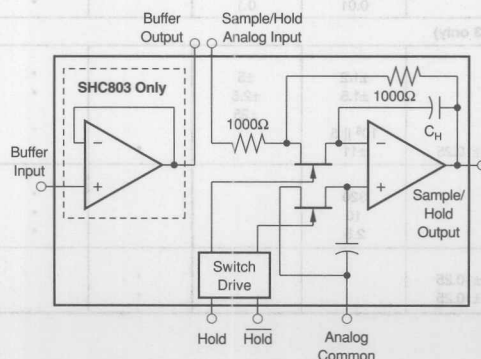 Buffer
Output
Sample/Hold
Analog Input
SHC803 Only
1000Ω
1000Ω
C_H
Buffer
Input
−
+
−
+
Sample/
Hold
Output
Switch
Drive
Hold
H̅o̅l̅d̅
Analog
Common